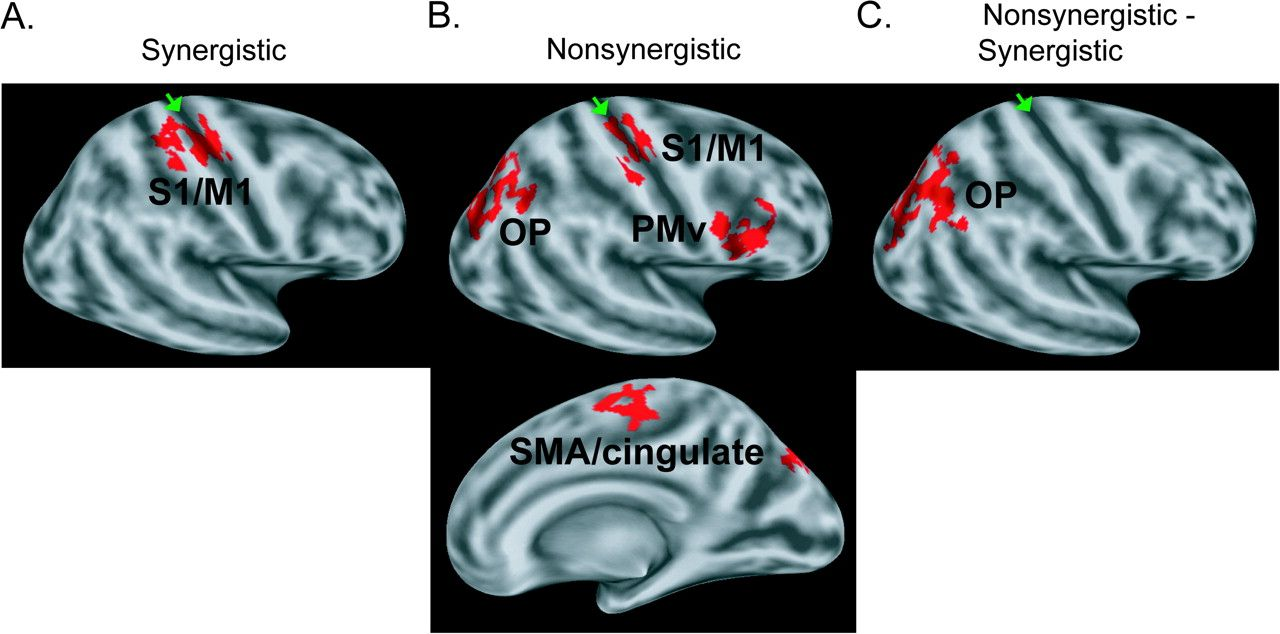 A.
Synergistic
S1/M1
B.
Nonsynergistic
S1/M1
OP
PMv
SMA/cingulate
C.
Nonsynergistic -
Synergistic
OP